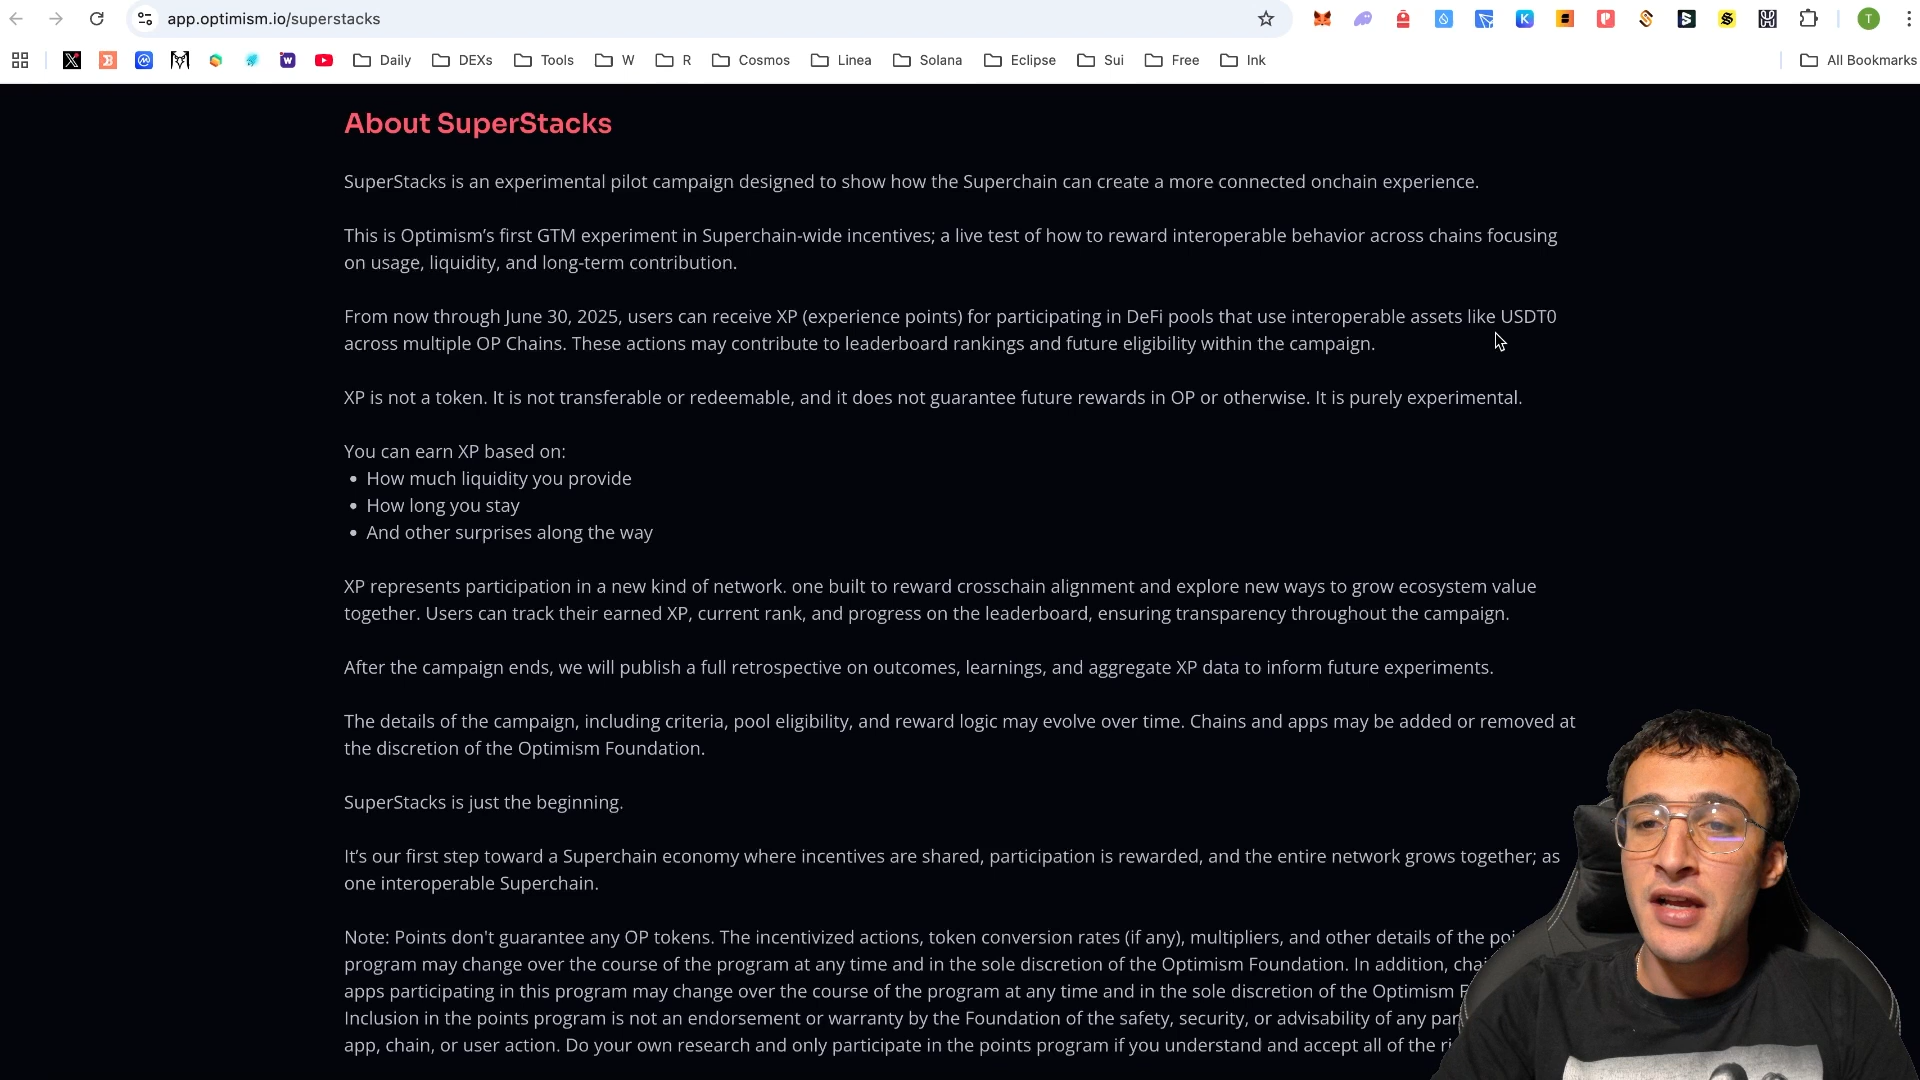 app.optimism.io/superstacks
T
Daily
DEXs
Tools
W
R
Cosmos
Linea
Solana
Eclipse
Sui
Free
Ink
All Bookmarks
About SuperStacks
SuperStacks is an experimental pilot campaign designed to show how the Superchain can create a more connected onchain experience.
This is Optimism’s first GTM experiment in Superchain-wide incentives; a live test of how to reward interoperable behavior across chains focusing
on usage, liquidity, and long-term contribution.
From now through June 30, 2025, users can receive XP (experience points) for participating in DeFi pools that use interoperable assets like USDT0
across multiple OP Chains. These actions may contribute to leaderboard rankings and future eligibility within the campaign.
XP is not a token. It is not transferable or redeemable, and it does not guarantee future rewards in OP or otherwise. It is purely experimental.
You can earn XP based on:
• How much liquidity you provide
• How long you stay
• And other surprises along the way
XP represents participation in a new kind of network. one built to reward crosschain alignment and explore new ways to grow ecosystem value
together. Users can track their earned XP, current rank, and progress on the leaderboard, ensuring transparency throughout the campaign.
After the campaign ends, we will publish a full retrospective on outcomes, learnings, and aggregate XP data to inform future experiments.
The details of the campaign, including criteria, pool eligibility, and reward logic may evolve over time. Chains and apps may be added or removed at
the discretion of the Optimism Foundation.
SuperStacks is just the beginning.
It’s our first step toward a Superchain economy where incentives are shared, participation is rewarded, and the entire network grows together; as
one interoperable Superchain.
Note: Points don't guarantee any OP tokens. The incentivized actions, token conversion rates (if any), multipliers, and other details of the
program may change over the course of the program at any time and in the sole discretion of the Optimism Foundation. In addition,
apps participating in this program may change over the course of the program at any time and in the sole discretion of the Optimism
Inclusion in the points program is not an endorsement or warranty by the Foundation of the safety, security, or advisability of any
app, chain, or user action. Do your own research and only participate in the points program if you understand and accept all of the